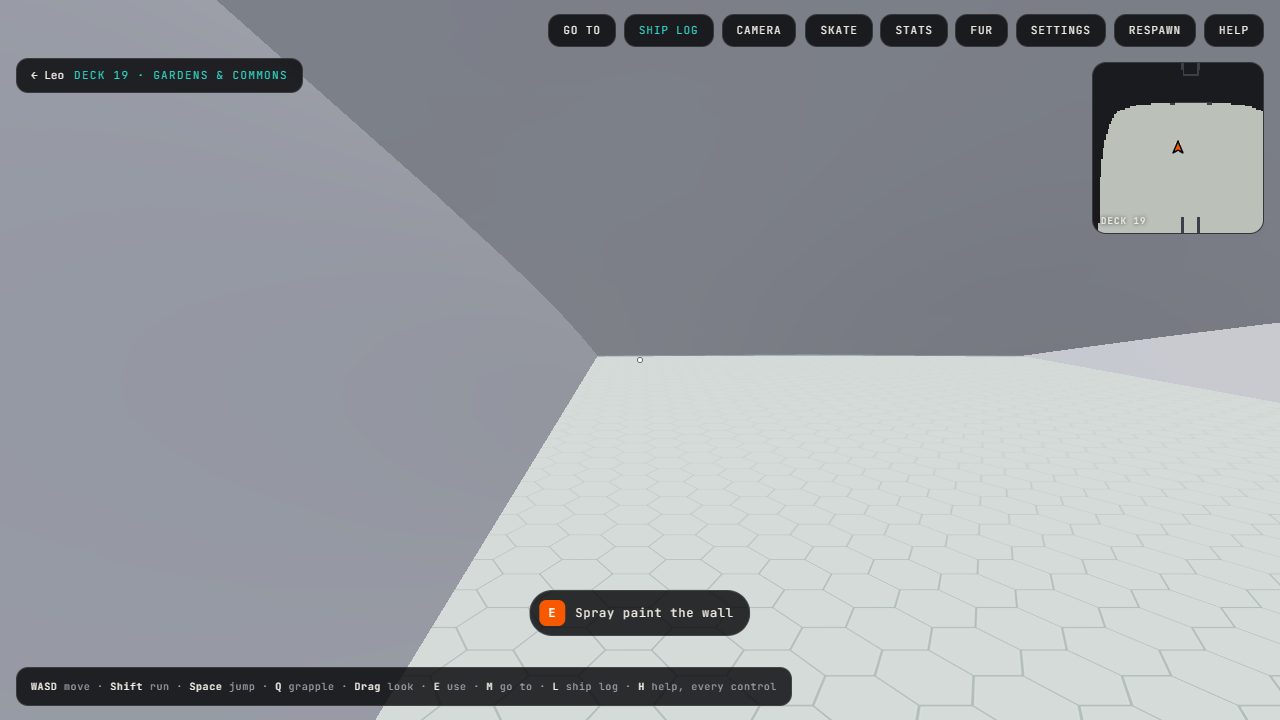 GO TO SHIP LOG CAMERA SKATE STATS FUR SETTINGS RESPAWN HELP
← Leo DECK 19 · GARDENS & COMMONS
DECK 19
E Spray paint the wall
WASD move · Shift run · Space jump · Q grapple · Drag look · E use · M go to · L ship log · H help, every control